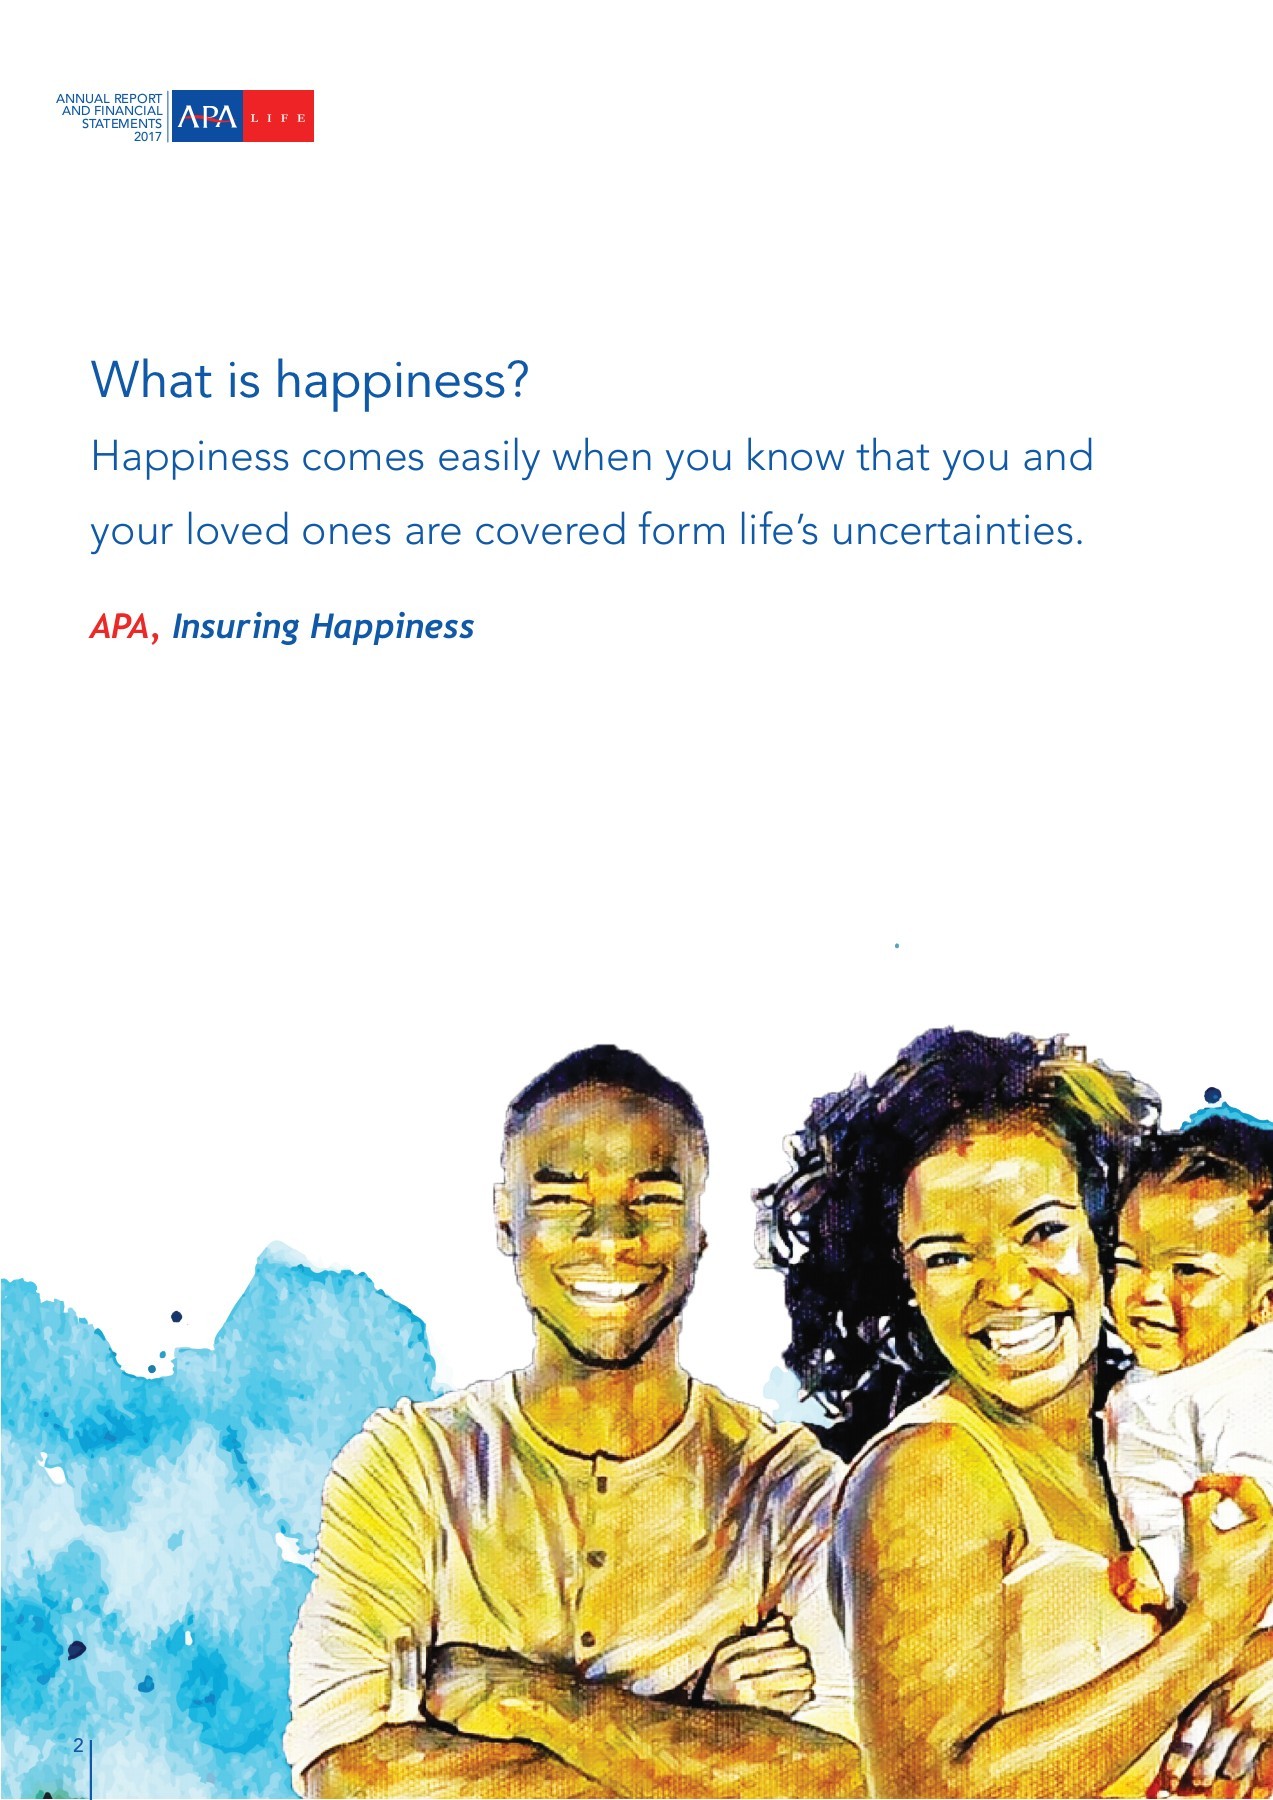 ANNUAL REPORT
AND FINANCIAL
STATEMENTS
2017
APA LIFE
What is happiness?
Happiness comes easily when you know that you and
your loved ones are covered form life’s uncertainties.
APA, Insuring Happiness
2